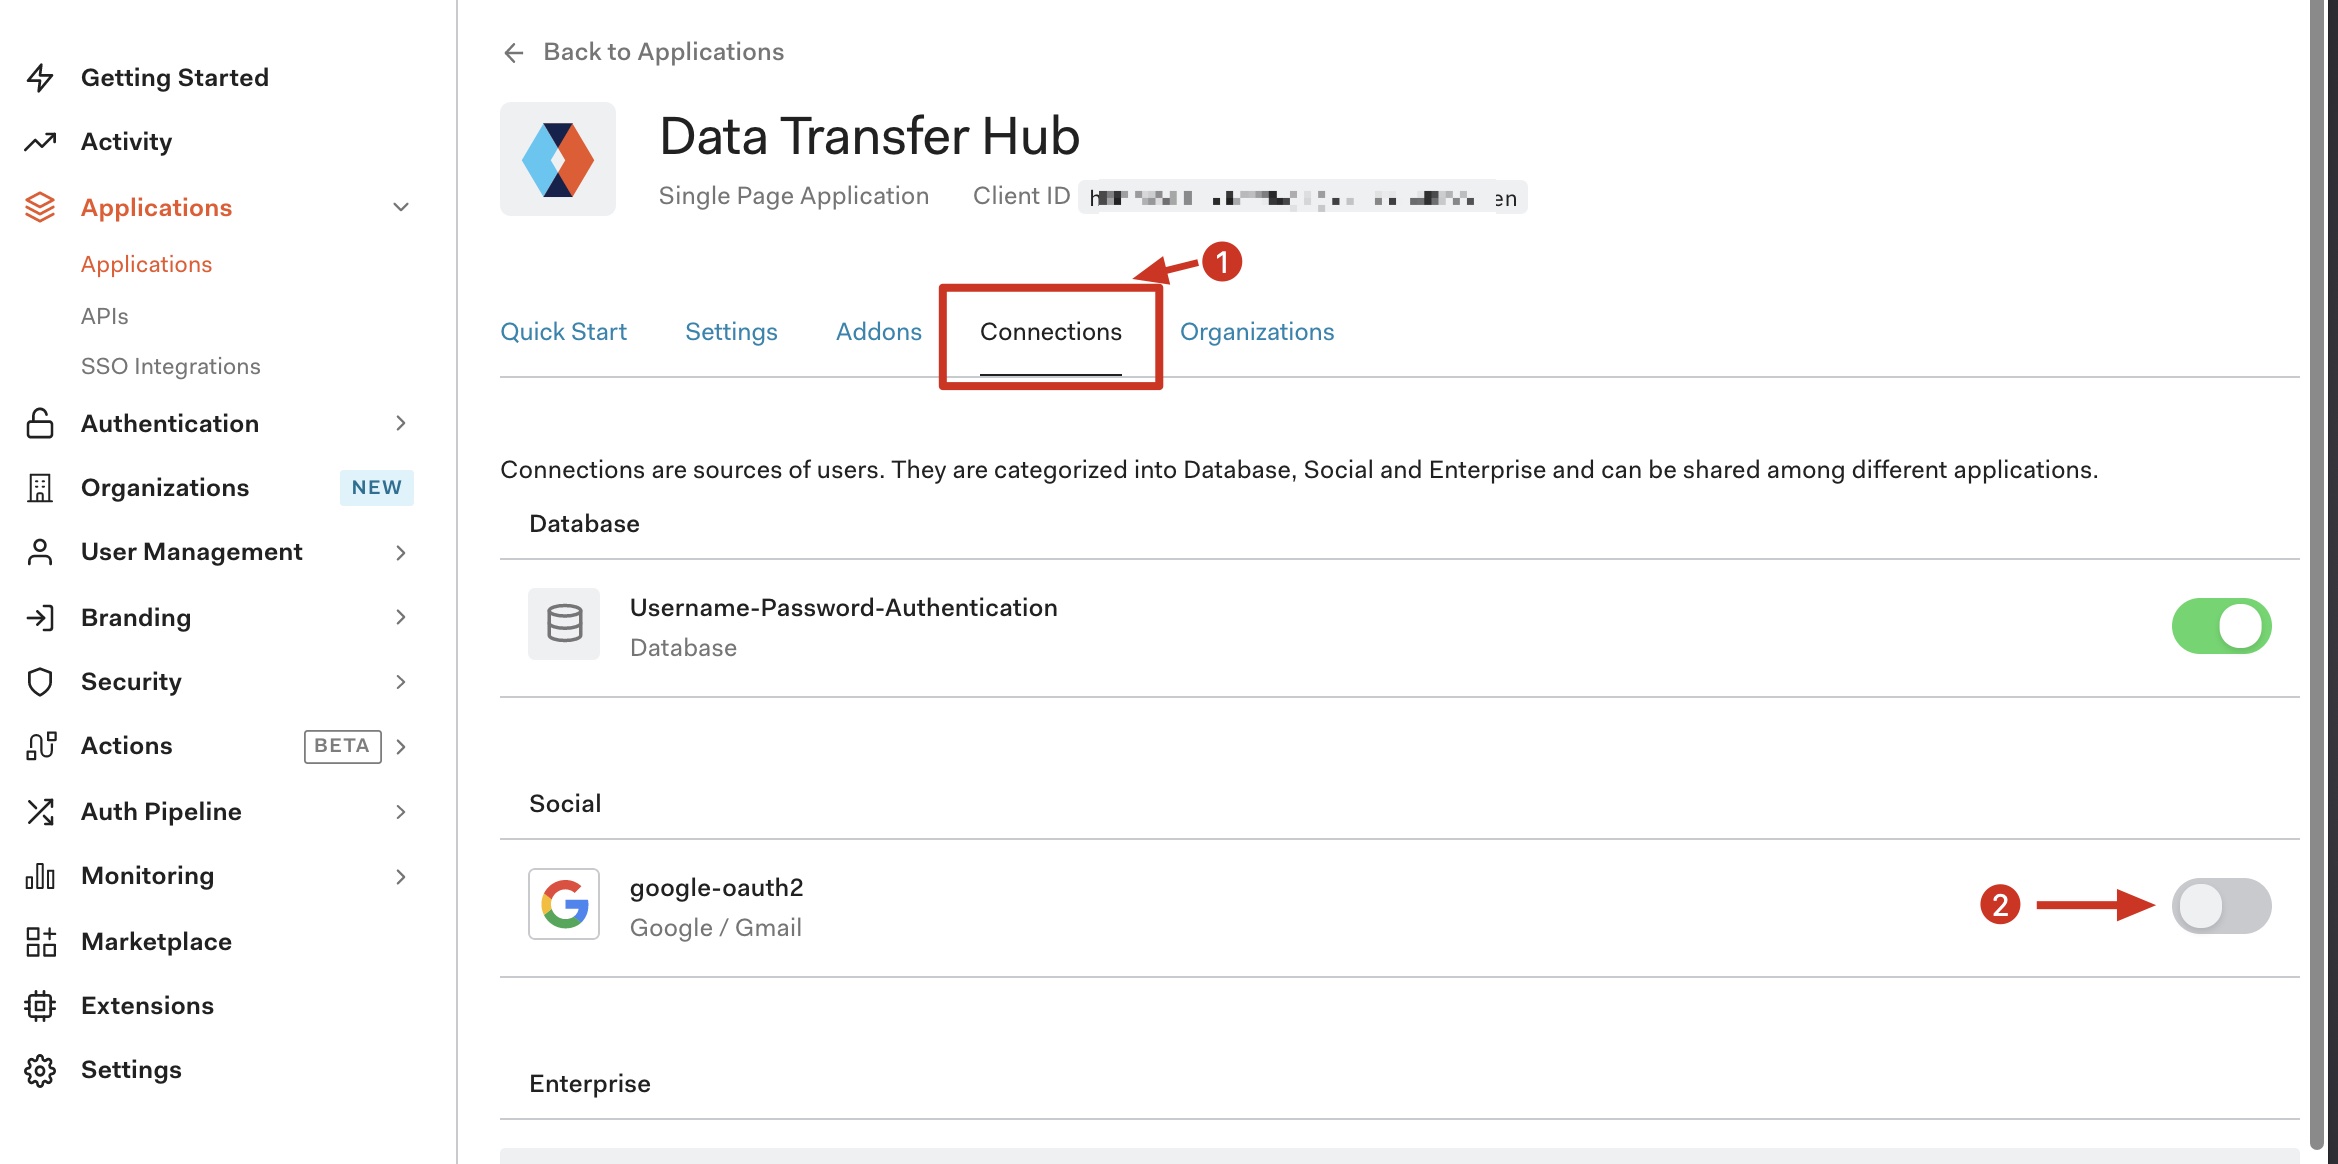 Getting Started
Activity
Applications
Applications
APIs
SSO Integrations
Authentication
Organizations NEW
User Management
Branding
Security
Actions BETA
Auth Pipeline
Monitoring
Marketplace
Extensions
Settings
Back to Applications
Data Transfer Hub
Single Page Application Client ID
1
Quick Start Settings Addons Connections Organizations
Connections are sources of users. They are categorized into Database, Social and Enterprise and can be shared among different applications.
Database
Username-Password-Authentication
Database
Social
google-oauth2
Google / Gmail
2
Enterprise